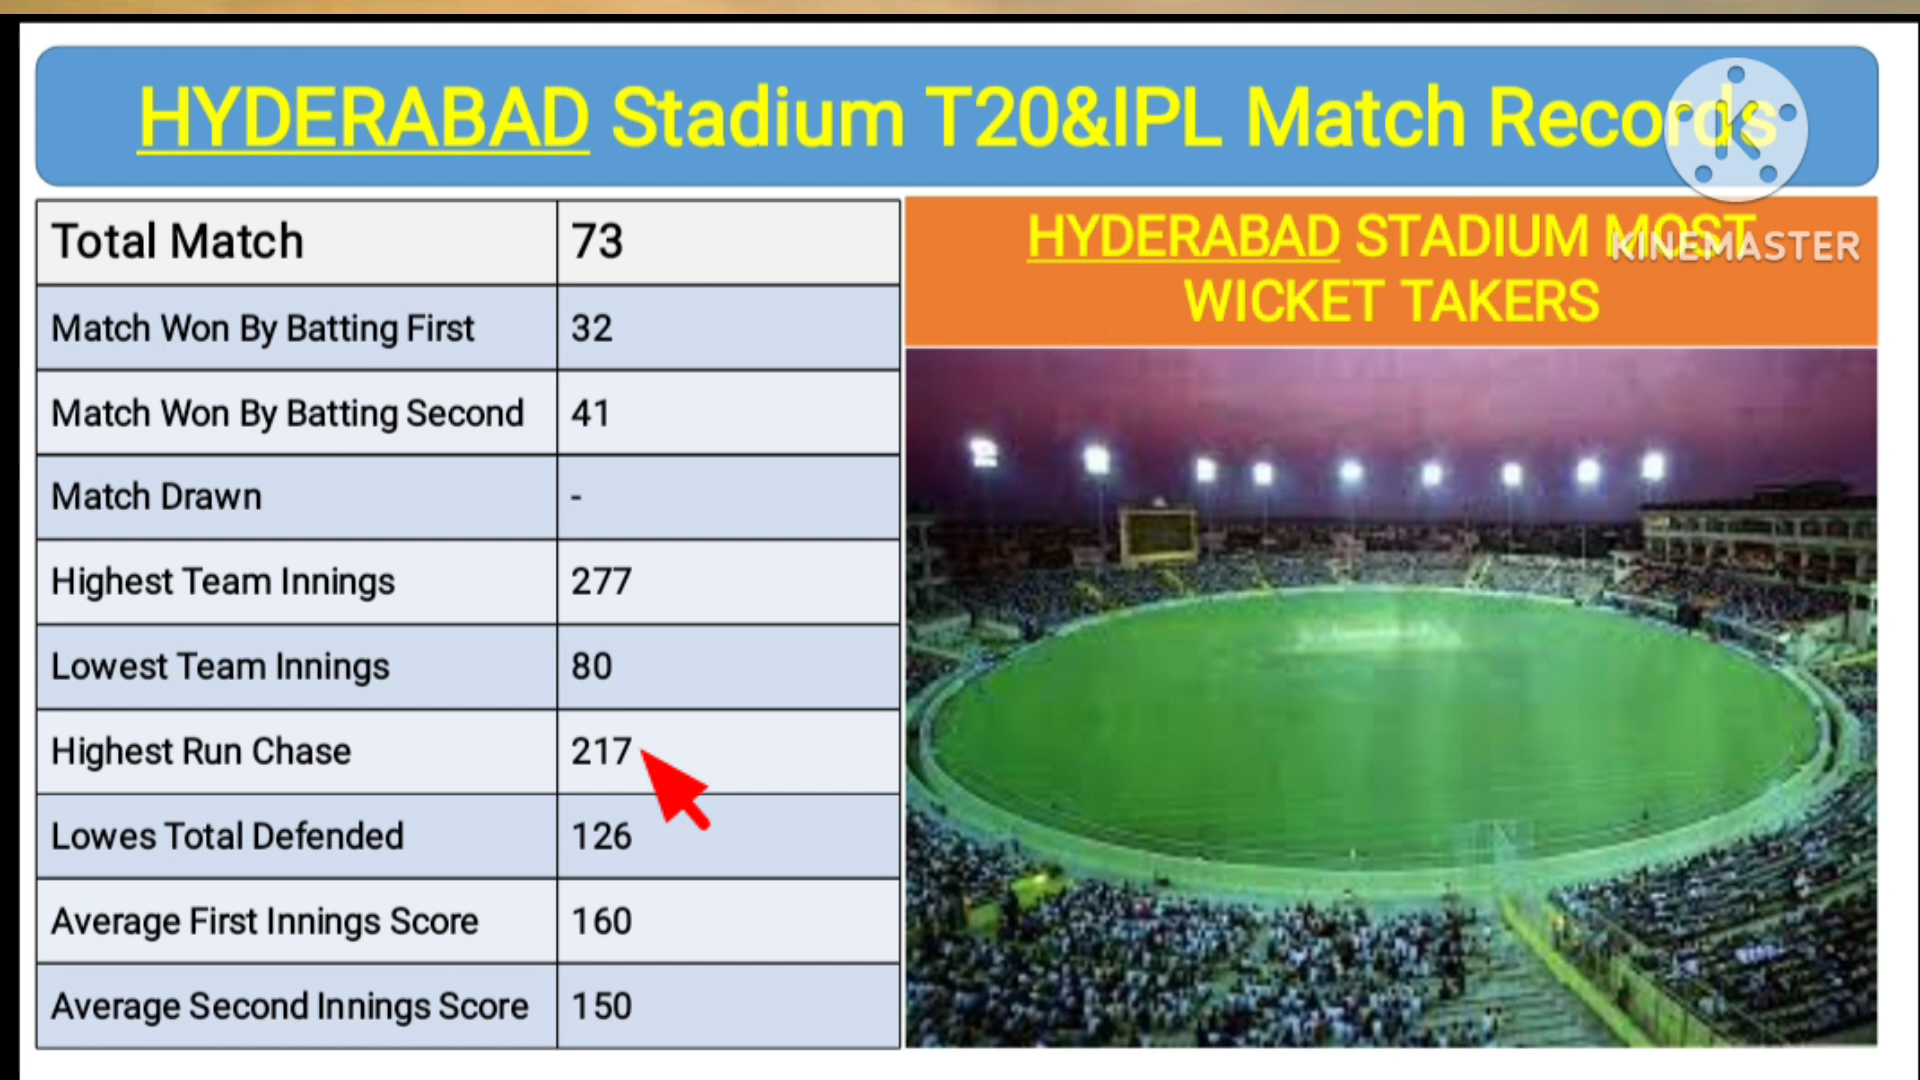 HYDERABAD Stadium T20&IPL Match Records
Total Match 73
Match Won By Batting First 32
Match Won By Batting Second 41
Match Drawn -
Highest Team Innings 277
Lowest Team Innings 80
Highest Run Chase 217
Lowes Total Defended 126
Average First Innings Score 160
Average Second Innings Score 150
HYDERABAD STADIUM MOST
WICKET TAKERS
K
KINEMASTER